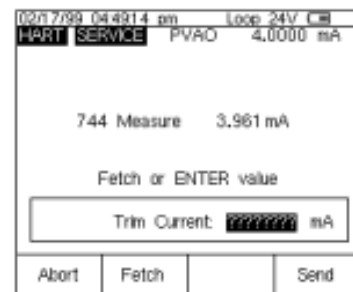 02/17/99 04:49:14 pm Loop 24V
HART SERVICE PVAO 4.0000 mA
744 Measure 3.961 mA
Fetch or ENTER value
Trim Current: ???????? mA
Abort Fetch Send